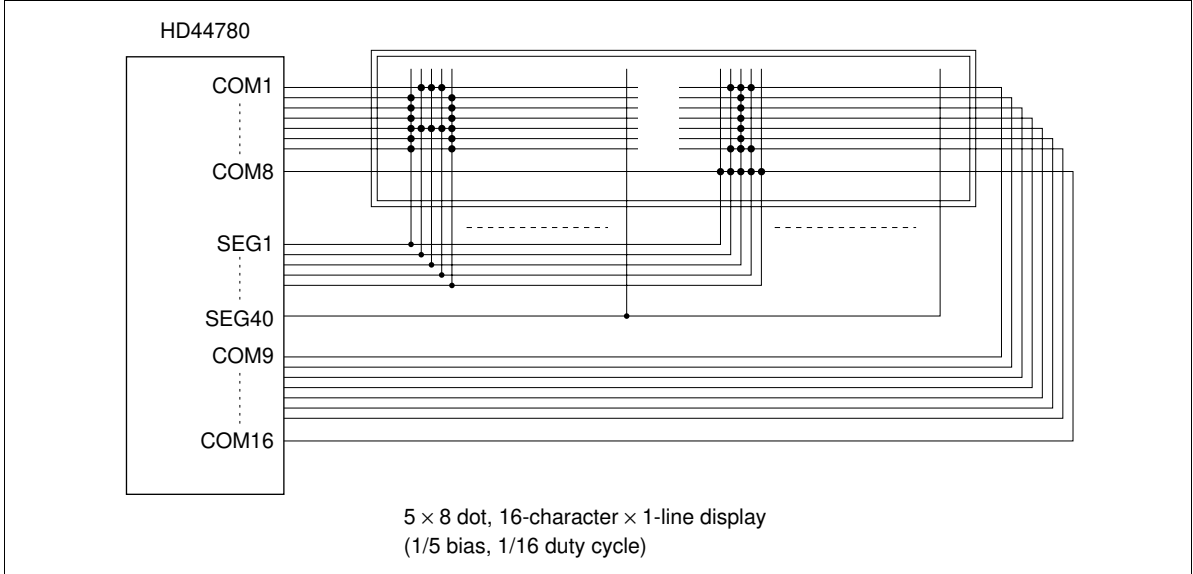 HD44780
COM1
COM8
SEG1
SEG40
COM9
COM16
5 × 8 dot, 16-character × 1-line display
(1/5 bias, 1/16 duty cycle)